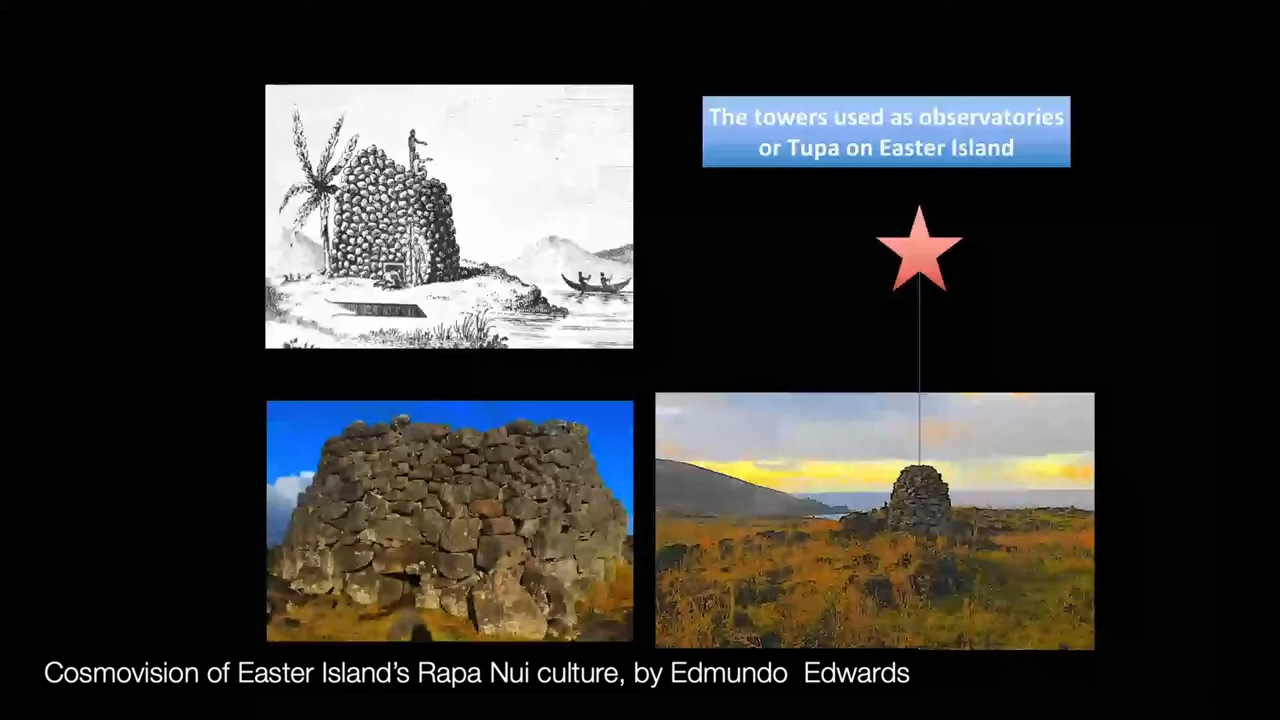 The towers used as observatories
or Tupa on Easter Island
Cosmovision of Easter Island’s Rapa Nui culture, by Edmundo  Edwards